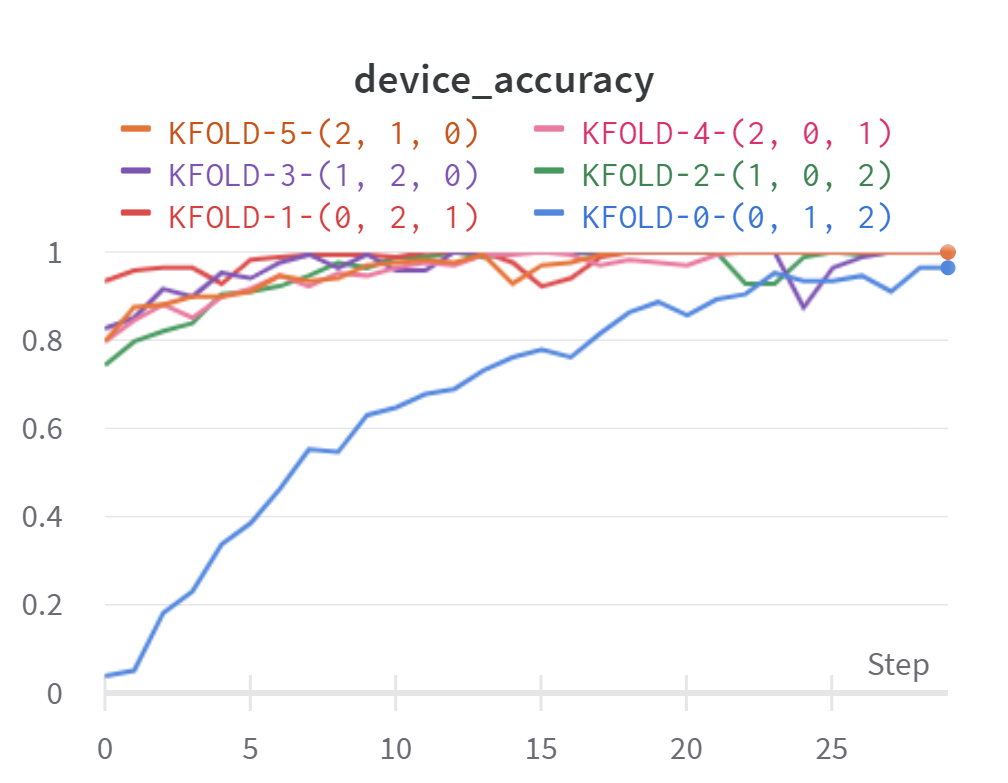 device_accuracy
KFOLD-5-(2, 1, 0) KFOLD-4-(2, 0, 1)
KFOLD-3-(1, 2, 0) KFOLD-2-(1, 0, 2)
KFOLD-1-(0, 2, 1) KFOLD-0-(0, 1, 2)
1
0.8
0.6
0.4
0.2
Step
0
0 5 10 15 20 25